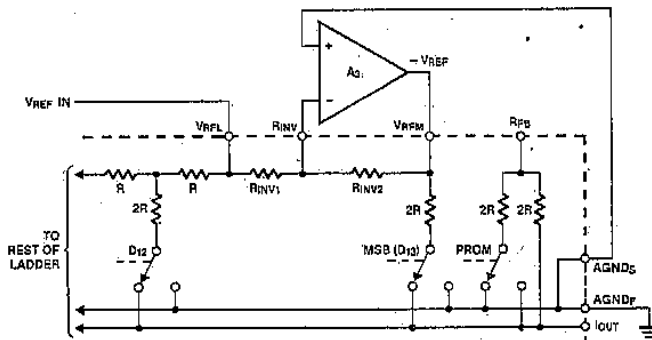 +
A3
−
− VREF
VREF IN
VRFL
RINV
VRFM
RFB
R
R
RINV1
RINV2
2R
2R
2R
2R
TO
REST OF
LADDER
D12
MSB (D13)
PROM
AGNDS
AGNDF
IOUT